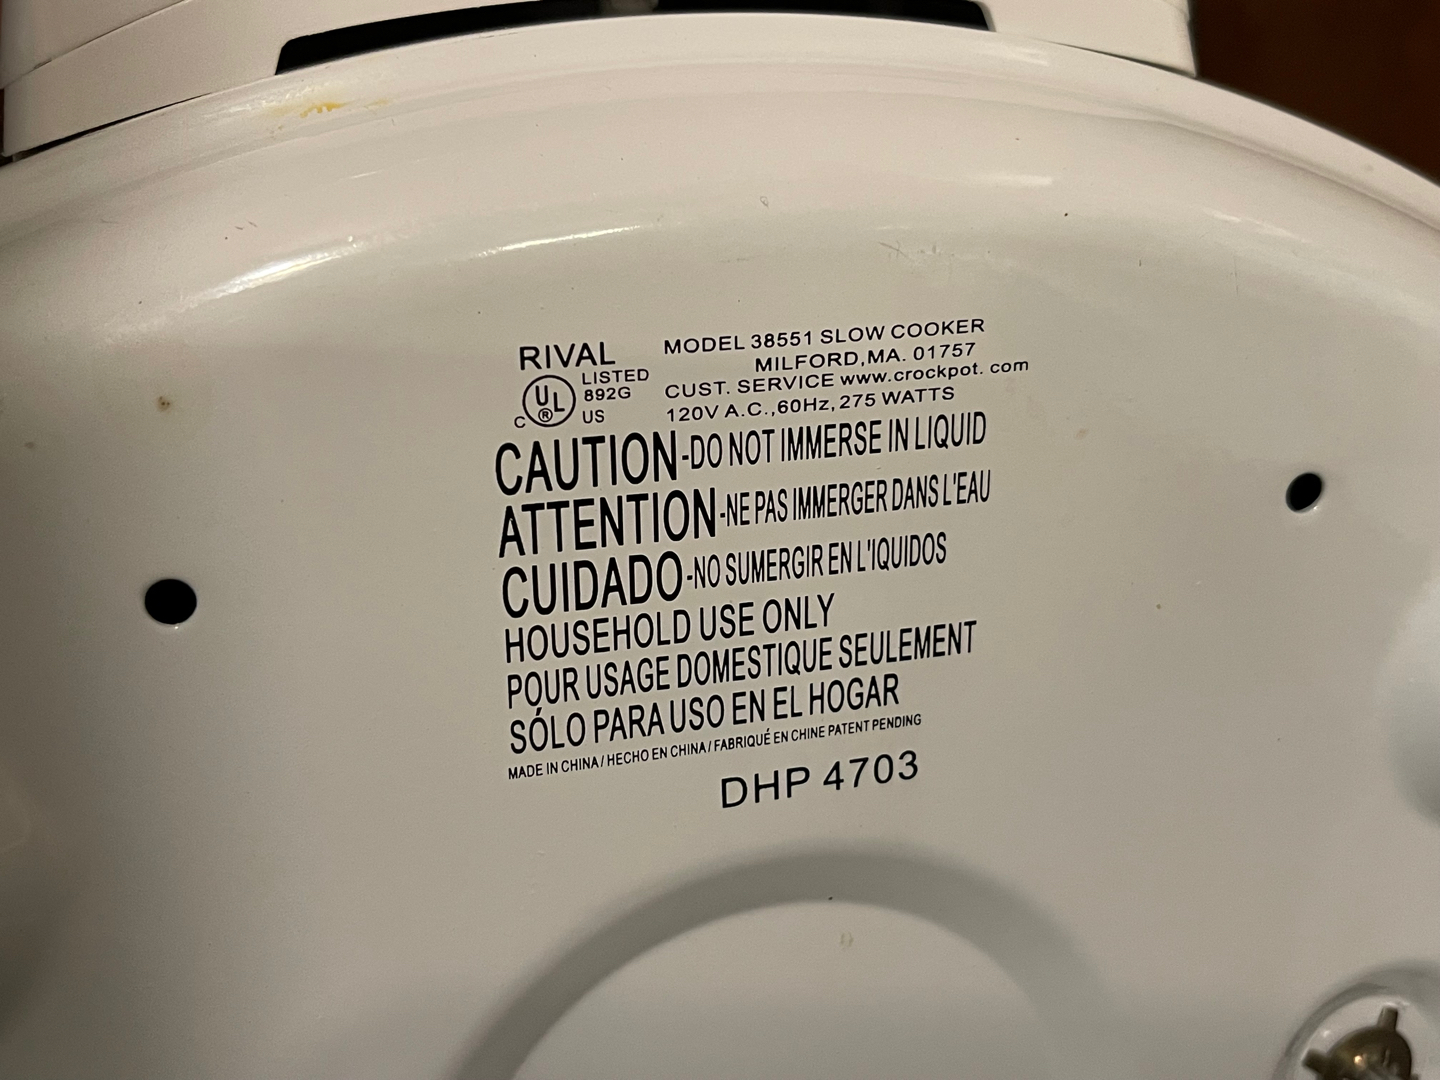 RIVAL
C UL ® US
LISTED
892G
MODEL 38551 SLOW COOKER
MILFORD,MA. 01757
CUST. SERVICE www.crockpot. com
120V A.C.,60Hz, 275 WATTS
CAUTION-DO NOT IMMERSE IN LIQUID
ATTENTION-NE PAS IMMERGER DANS L'EAU
CUIDADO-NO SUMERGIR EN L'IQUIDOS
HOUSEHOLD USE ONLY
POUR USAGE DOMESTIQUE SEULEMENT
SÓLO PARA USO EN EL HOGAR
MADE IN CHINA / HECHO EN CHINA / FABRIQUÉ EN CHINE PATENT PENDING
DHP 4703